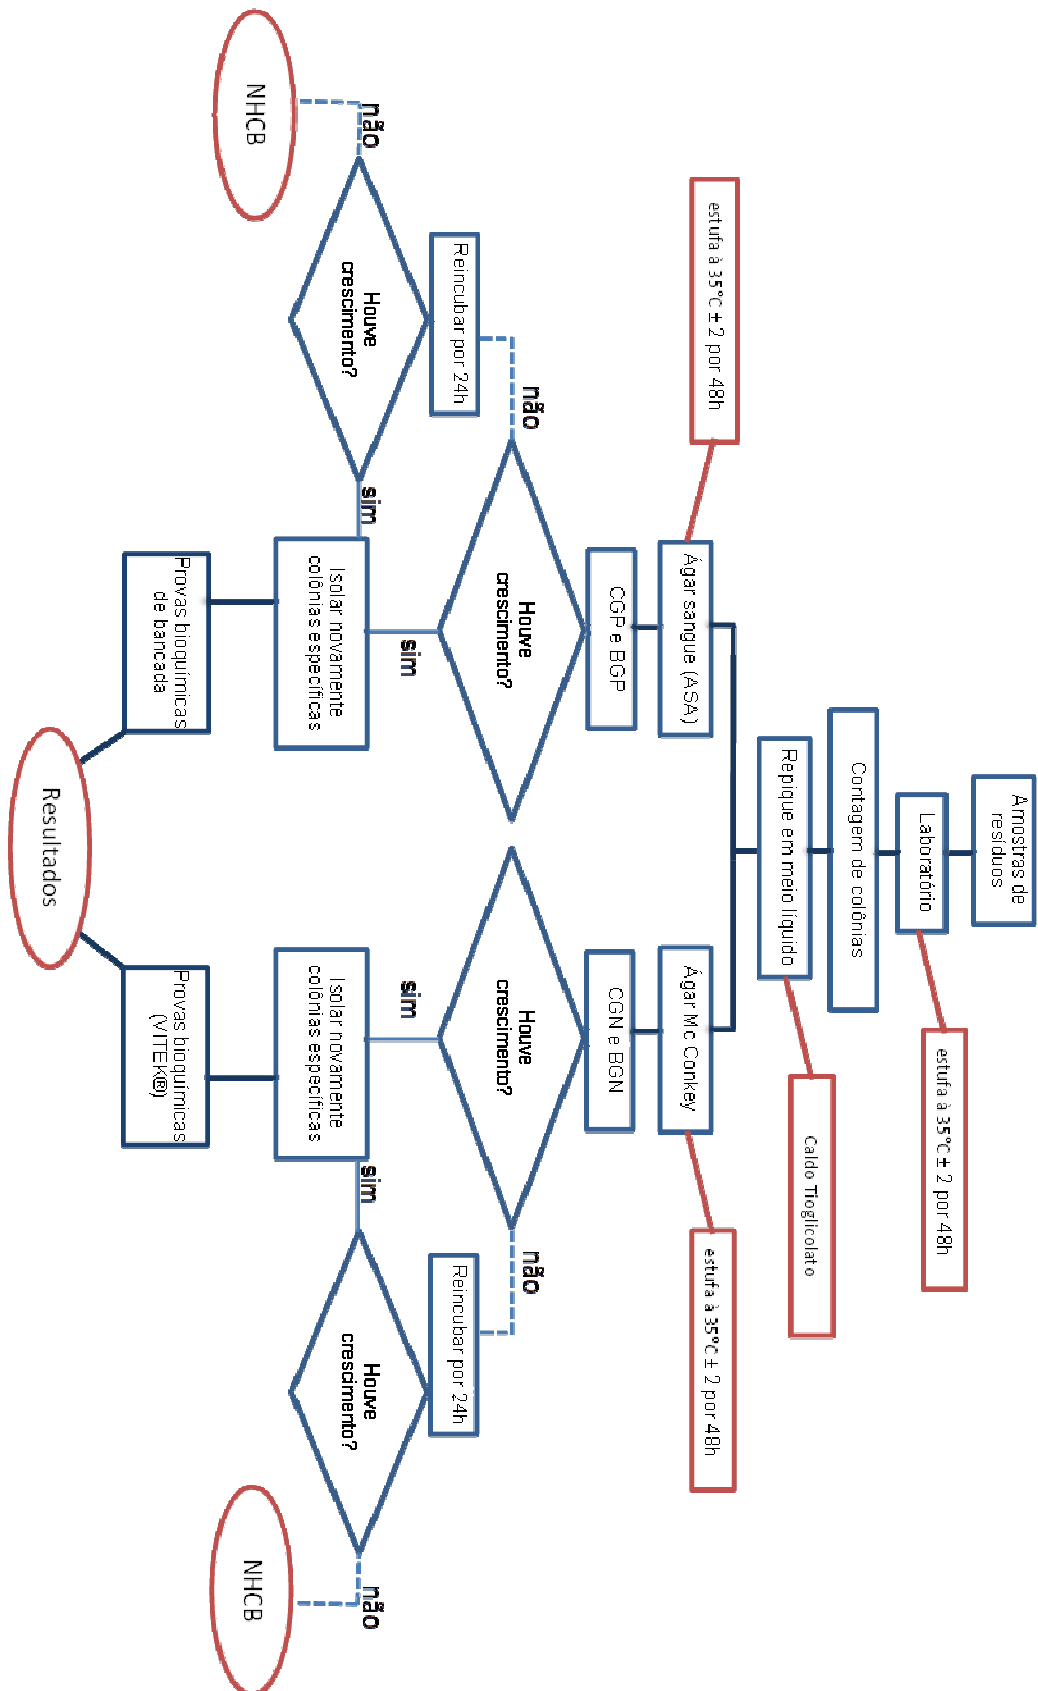 Amostras de
resíduos
Laboratório
estufa à 35°C ± 2 por 48h
Contagem de colônias
Repique em meio líquido
Caldo Tioglicolato
estufa à 35°C ± 2 por 48h
Ágar sangue (ASA)
Ágar Mc Conkey
estufa à 35°C ± 2 por 48h
CGP e BGP
CGN e BGN
não
Houve
crescimento?
Houve
crescimento?
não
Reincubar por 24h
Reincubar por 24h
sim
sim
não
Houve
crescimento?
sim
Isolar novamente
colônias específicas
Isolar novamente
colônias específicas
sim
Houve
crescimento?
não
NHCB
NHCB
Provas bioquímicas
de bancada
Provas bioquímicas
(VITEK®)
Resultados